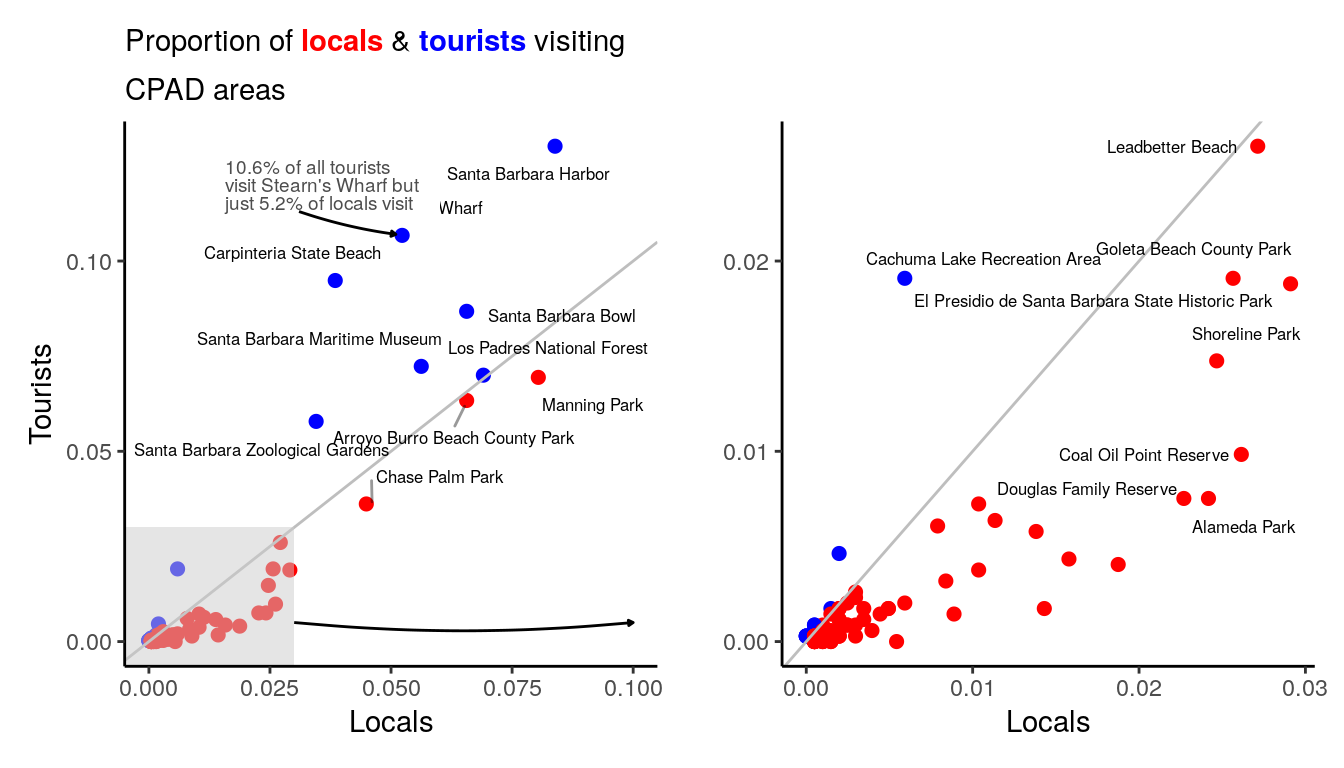 Proportion of locals & tourists visiting
CPAD areas
10.6% of all tourists
visit Stearn's Wharf but
just 5.2% of locals visit
Santa Barbara Harbor
Wharf
Carpinteria State Beach
Santa Barbara Bowl
Santa Barbara Maritime Museum
Los Padres National Forest
Manning Park
Arroyo Burro Beach County Park
Santa Barbara Zoological Gardens
Chase Palm Park
Tourists
0.10
0.05
0.00
0.000 0.025 0.050 0.075 0.100
Locals
Leadbetter Beach
Goleta Beach County Park
Cachuma Lake Recreation Area
El Presidio de Santa Barbara State Historic Park
Shoreline Park
Coal Oil Point Reserve
Douglas Family Reserve
Alameda Park
0.02
0.01
0.00
0.00 0.01 0.02 0.03
Locals